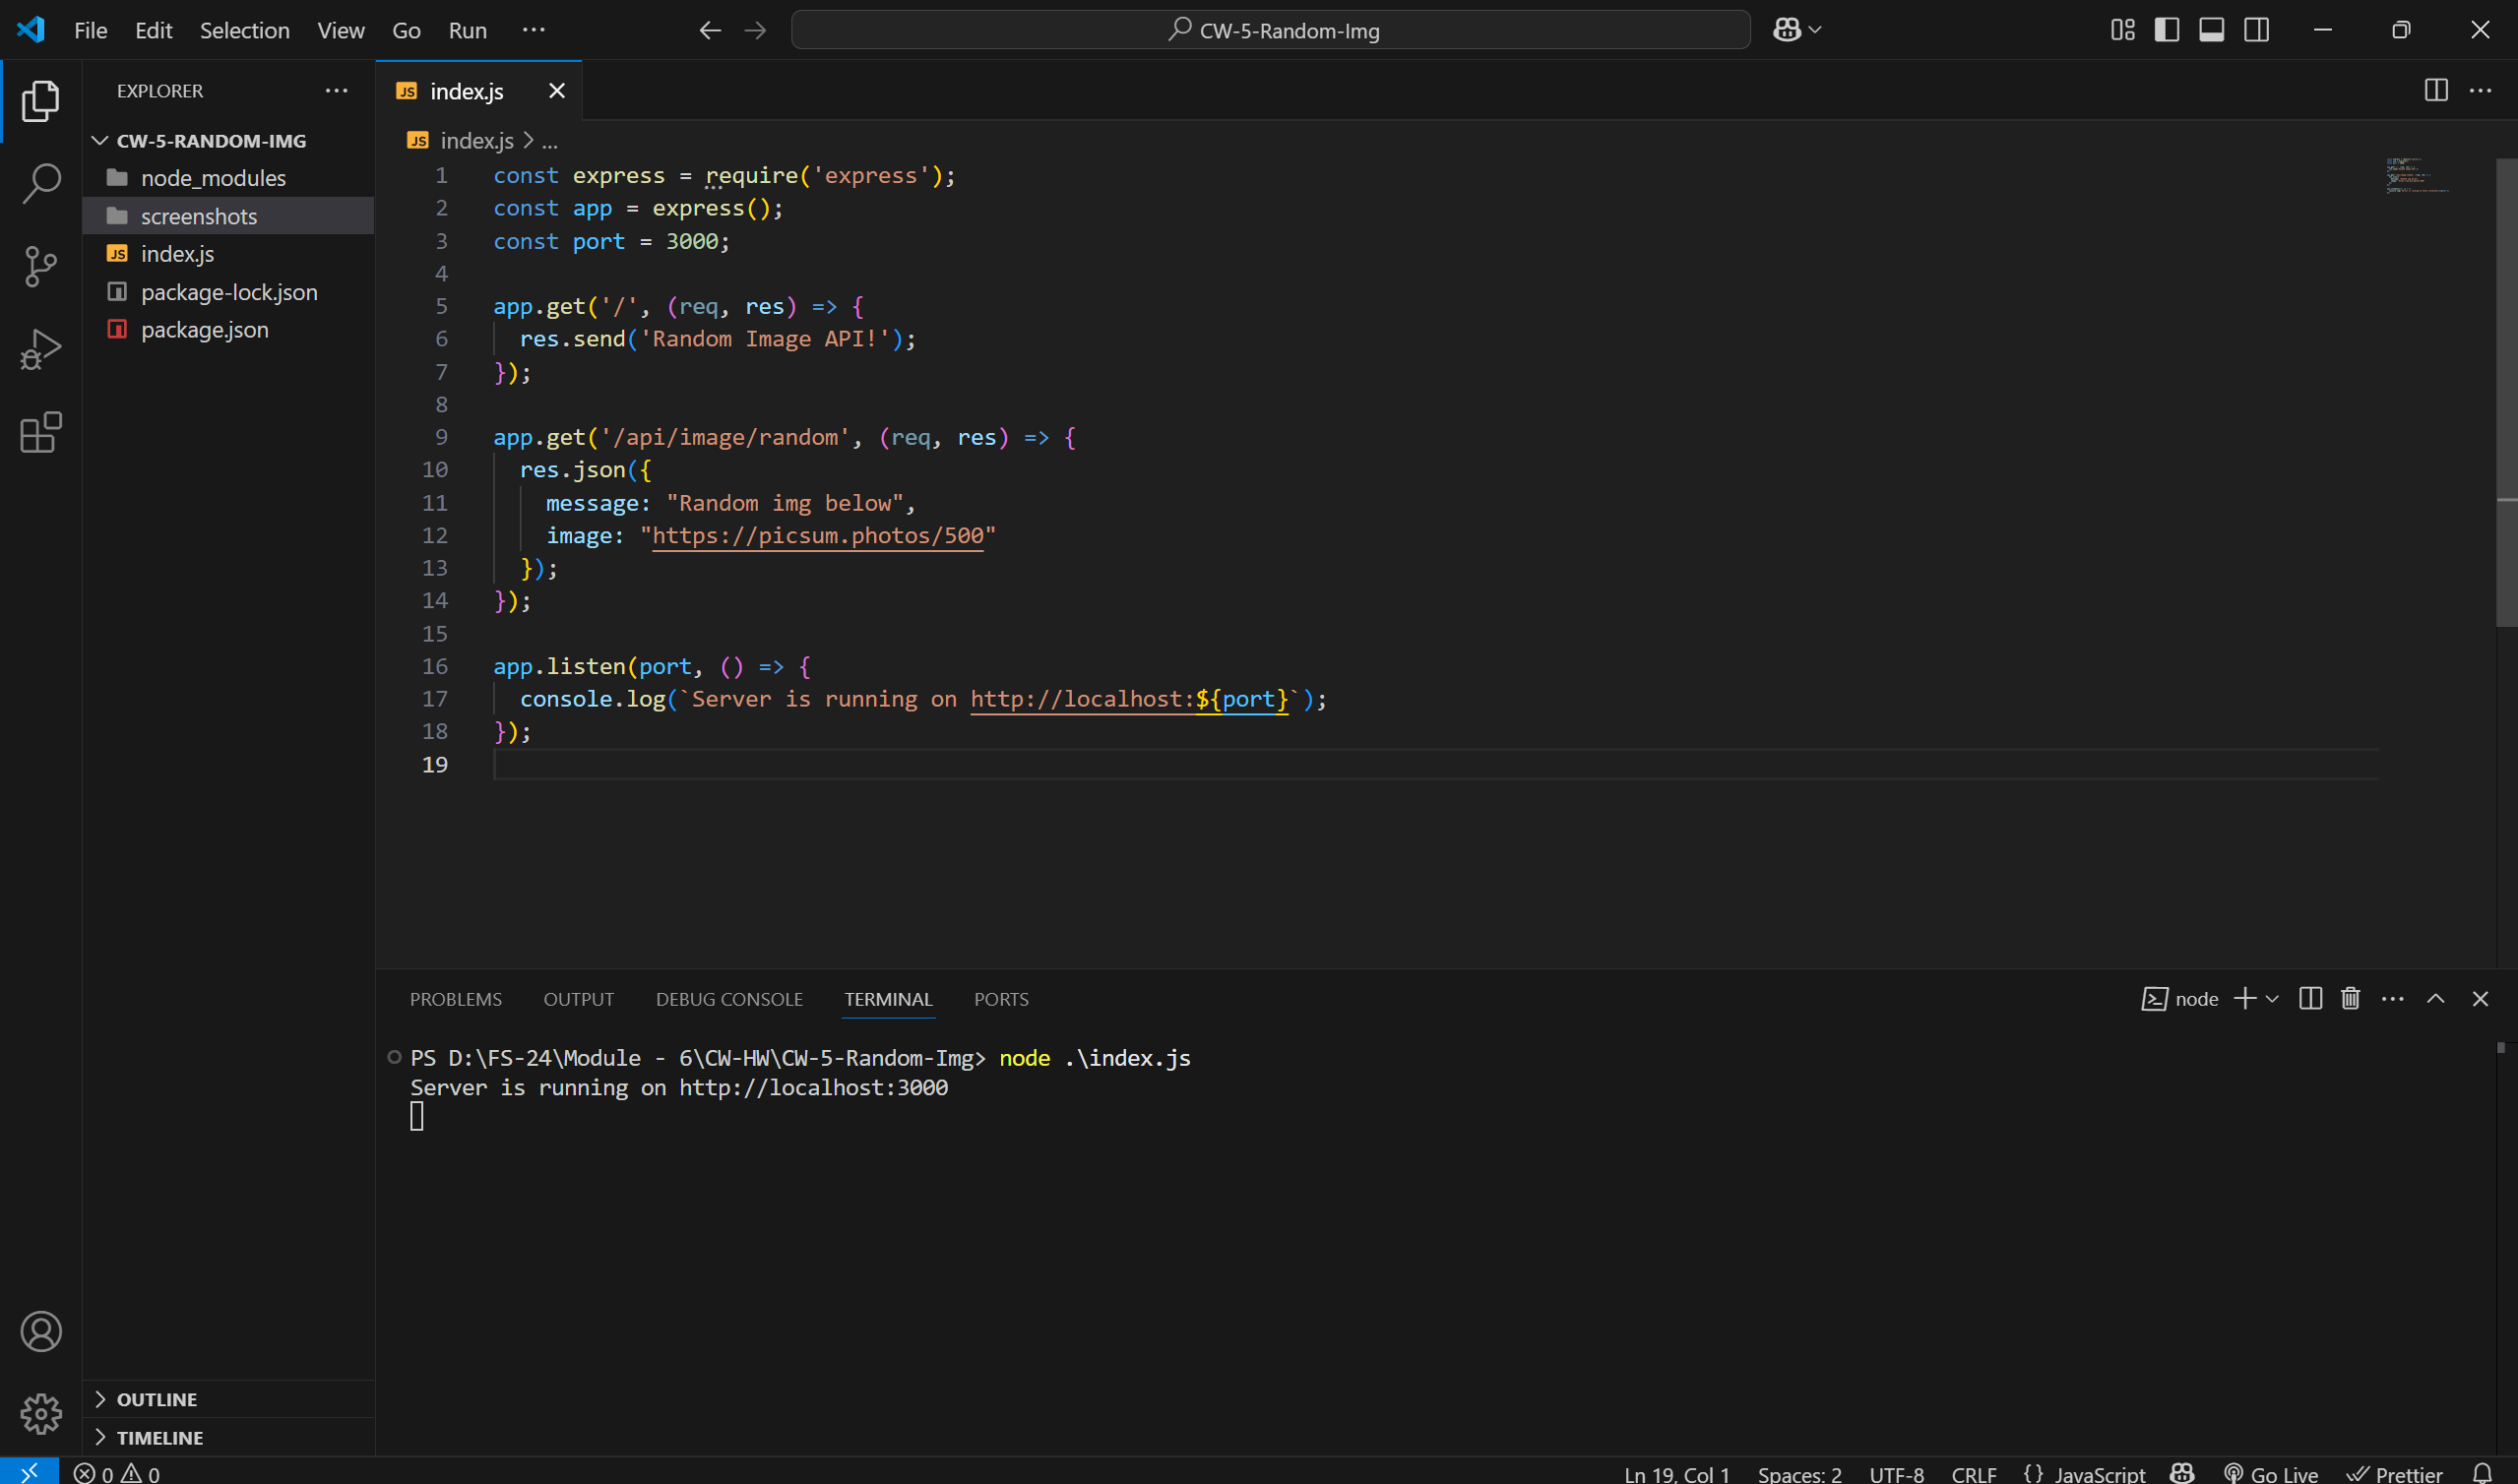 File Edit Selection View Go Run ...
CW-5-Random-Img
EXPLORER
CW-5-RANDOM-IMG
node_modules
screenshots
JS index.js
package-lock.json
package.json
OUTLINE
TIMELINE
JS index.js
JS index.js > ...
1 const express = require('express');
2 const app = express();
3 const port = 3000;
4
5 app.get('/', (req, res) => {
6 res.send('Random Image API!');
7 });
8
9 app.get('/api/image/random', (req, res) => {
10 res.json({
11 message: "Random img below",
12 image: "https://picsum.photos/500"
13 });
14 });
15
16 app.listen(port, () => {
17 console.log(`Server is running on http://localhost:${port}`);
18 });
19
PROBLEMS OUTPUT DEBUG CONSOLE TERMINAL PORTS
node
PS D:\FS-24\Module - 6\CW-HW\CW-5-Random-Img> node .\index.js
Server is running on http://localhost:3000
0 0
Ln 19, Col 1 Spaces: 2 UTF-8 CRLF {} JavaScript Go Live Prettier